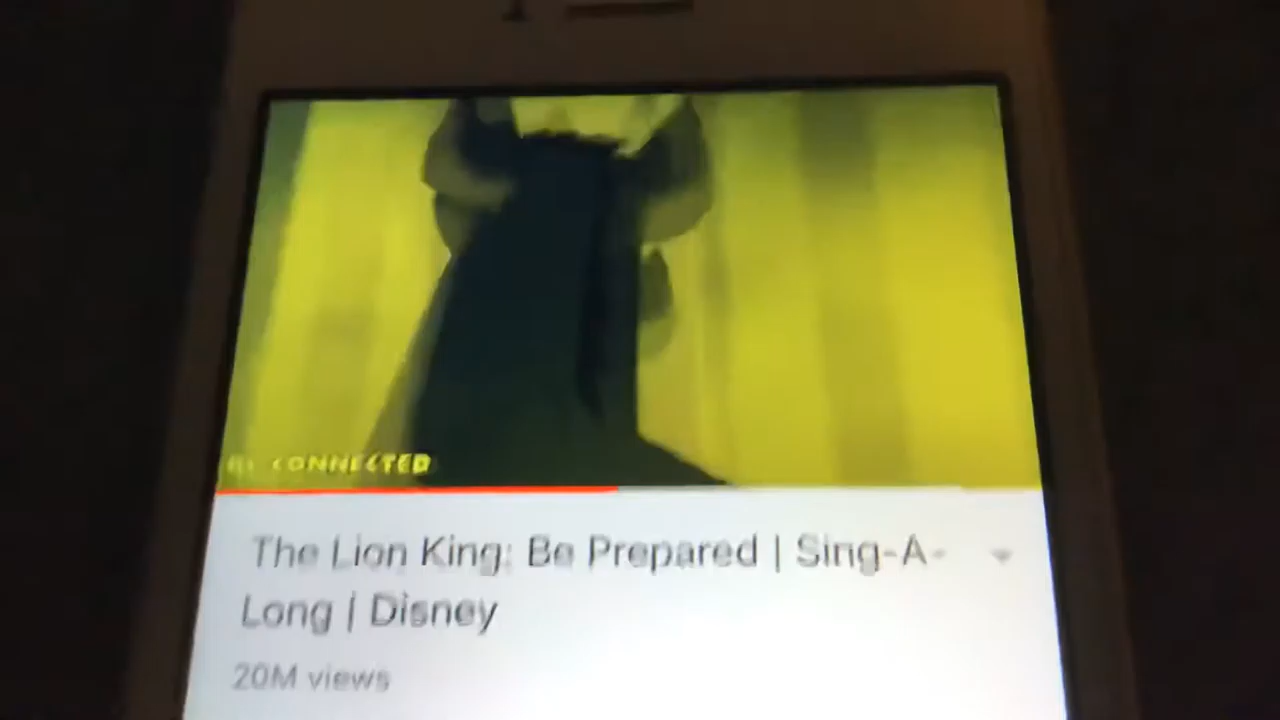 CONNECTED
The Lion King: Be Prepared | Sing-A-
Long | Disney
20M views